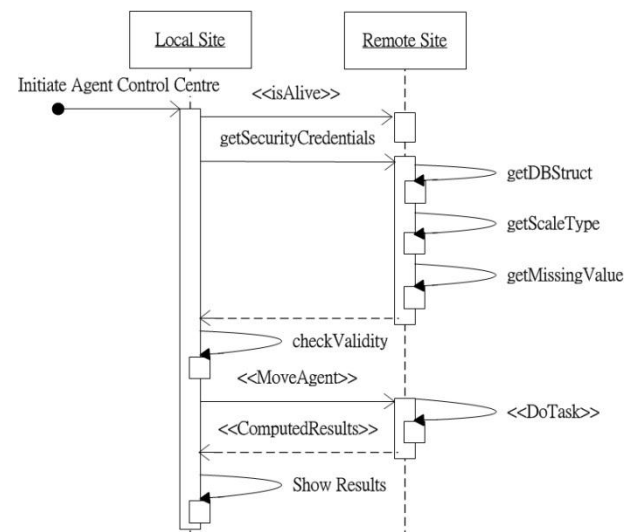 Local Site
Remote Site
Initiate Agent Control Centre
<<isAlive>>
getSecurityCredentials
getDBStruct
getScaleType
getMissingValue
checkValidity
<<MoveAgent>>
<<DoTask>>
<<ComputedResults>>
Show Results